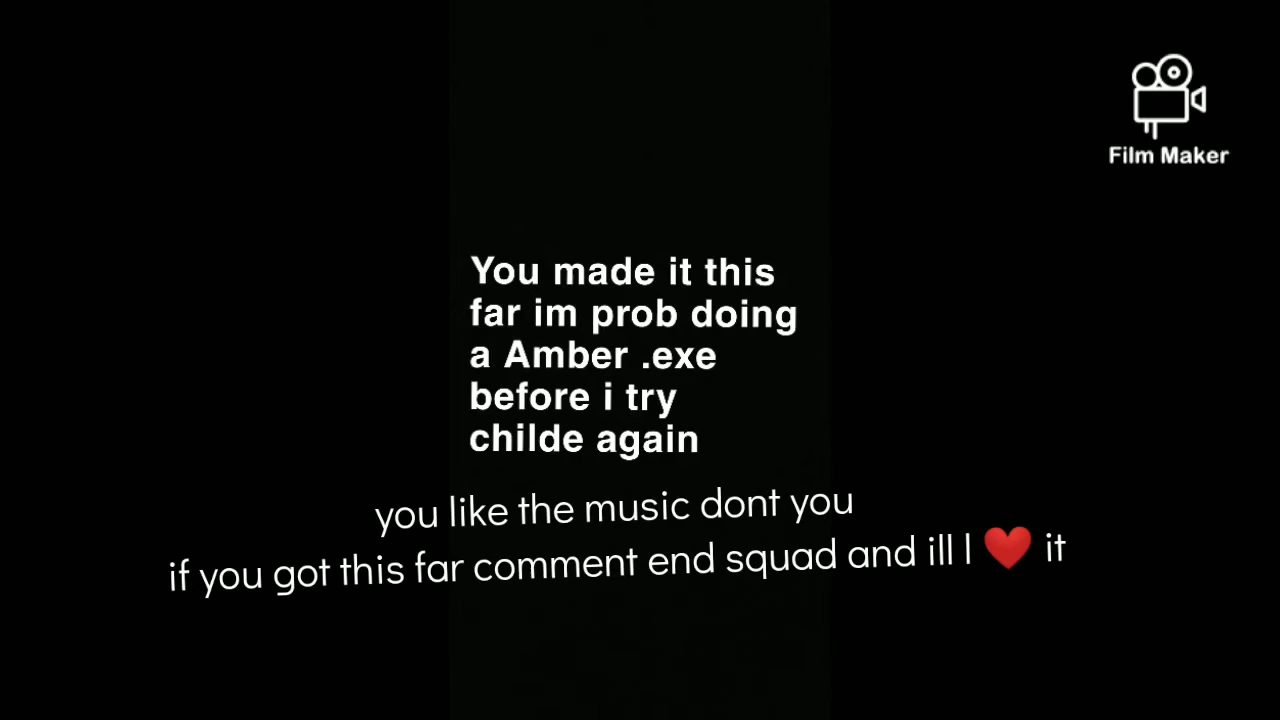 Film Maker
You made it this
far im prob doing
a Amber .exe
before i try
childe again
you like the music dont you
if you got this far comment end squad and ill l ❤️ it